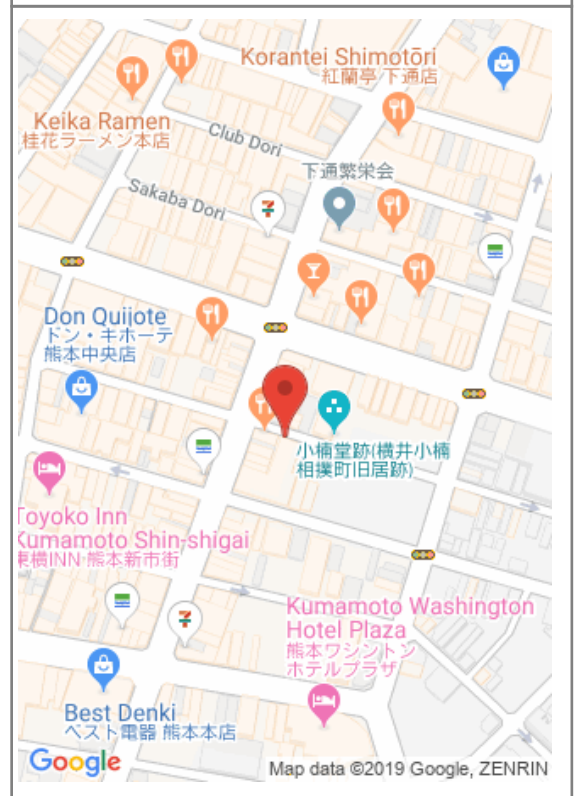 Korantei Shimotōri
紅蘭亭 下通店
Keika Ramen
桂花ラーメン本店
Club Dori
下通繁栄会
Sakaba Dori
7
Don Quijote
ドン・キホーテ
熊本中央店
小楠堂跡(横井小楠
相撲町旧居跡)
Toyoko Inn
Kumamoto Shin-shigai
東横INN 熊本新市街
7
Kumamoto Washington
Hotel Plaza
熊本ワシントン
ホテルプラザ
Best Denki
ベスト電器 熊本本店
Google
Map data ©2019 Google, ZENRIN